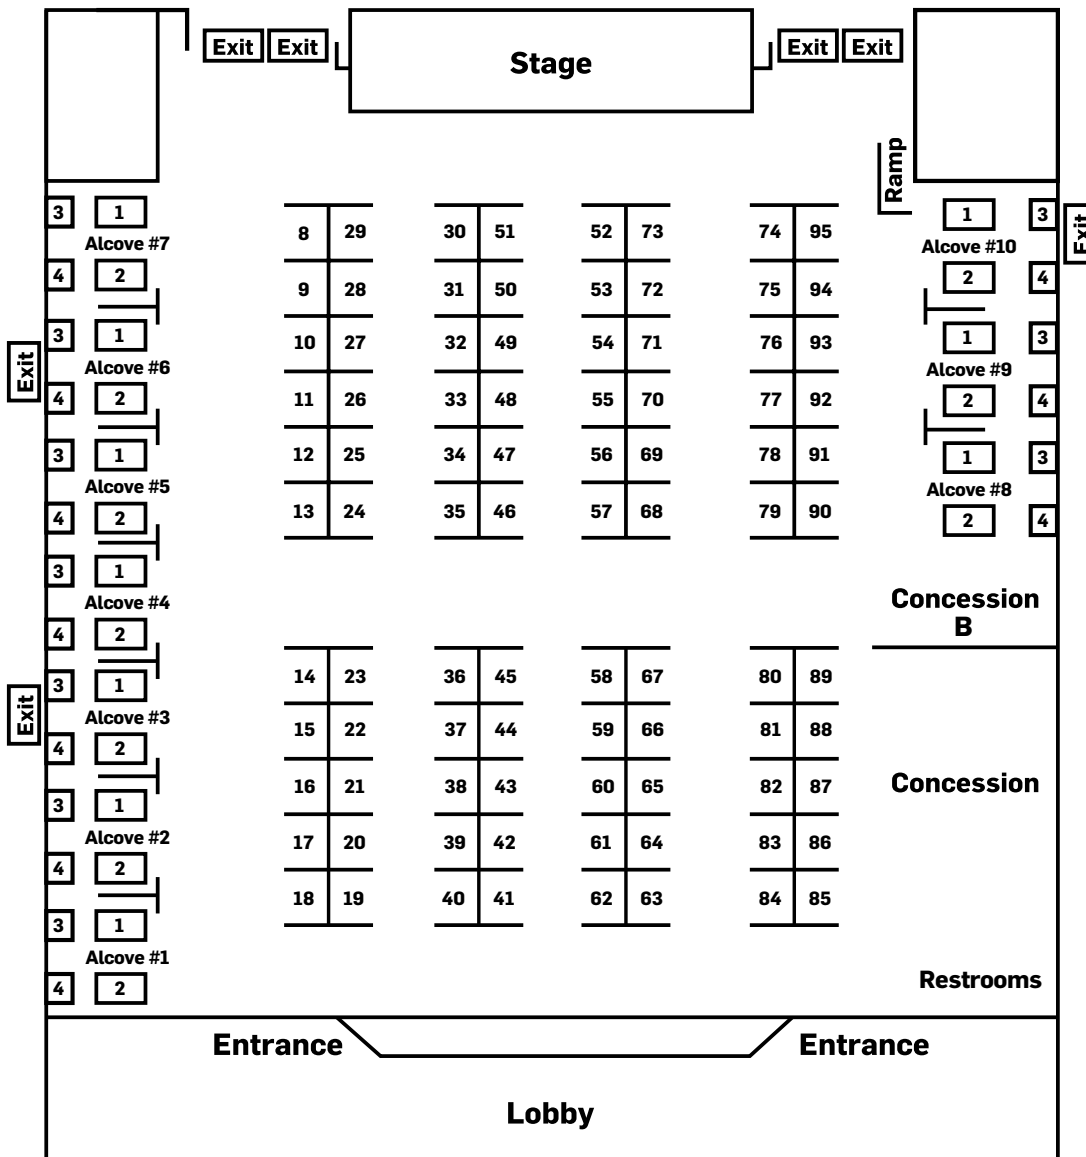 Exit Exit Stage Exit Exit
Ramp
3 1 1 3
Alcove #7 Alcove #10
4 2 2 4
3 1 1 3
Alcove #6 Alcove #9
4 2 2 4
3 1 1 3
Alcove #5 Alcove #8
4 2 2 4
3 1
Alcove #4
4 2
3 1
Alcove #3
4 2
3 1
Alcove #2
4 2
3 1
Alcove #1
4 2
Exit
Exit
Exit
8 29 30 51 52 73 74 95
9 28 31 50 53 72 75 94
10 27 32 49 54 71 76 93
11 26 33 48 55 70 77 92
12 25 34 47 56 69 78 91
13 24 35 46 57 68 79 90
14 23 36 45 58 67 80 89
15 22 37 44 59 66 81 88
16 21 38 43 60 65 82 87
17 20 39 42 61 64 83 86
18 19 40 41 62 63 84 85
Concession
B
Concession
Restrooms
Entrance Entrance
Lobby